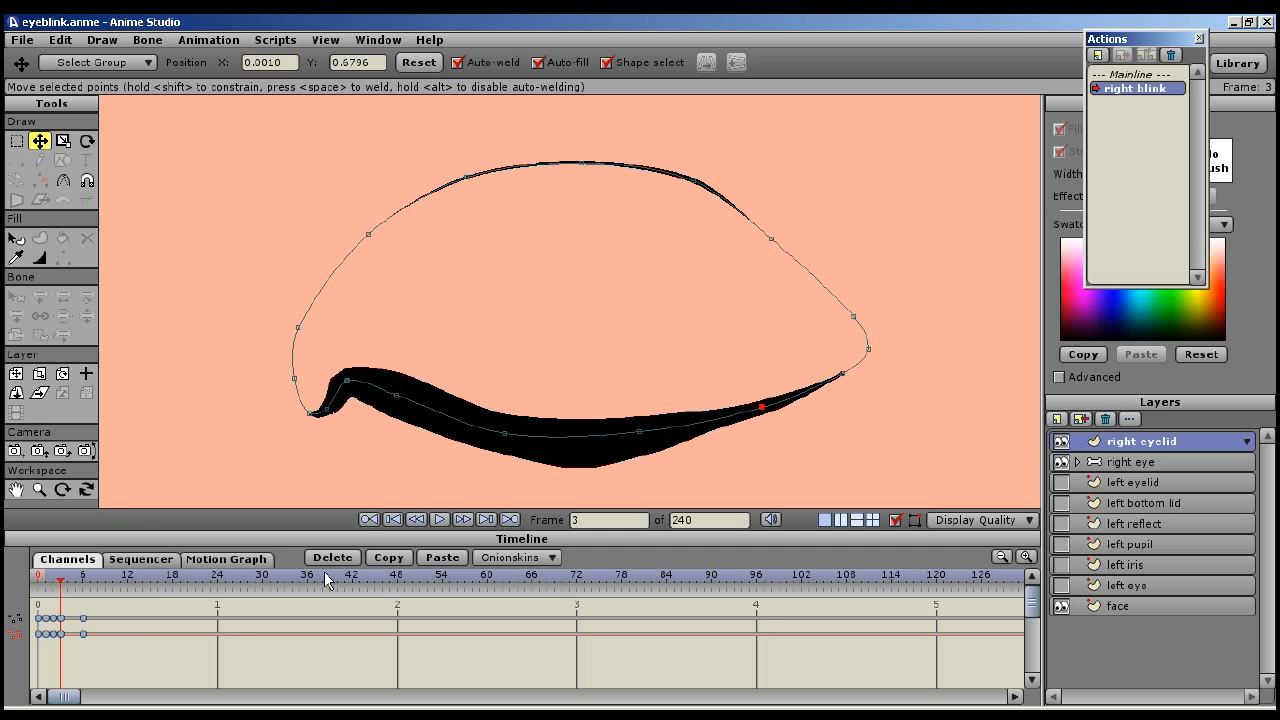 eyeblink.anme - Anime Studio
File Edit Draw Bone Animation Scripts View Window Help
Select Group Position X: 0.0010 Y: 0.6796 Reset Auto-weld Auto-fill Shape select
Move selected points (hold <shift> to constrain, press <space> to weld, hold <alt> to disable auto-welding)
Frame: 3
Library
Actions
--- Mainline ---
right blink
Tools
Draw
Fill
Bone
Layer
Camera
Workspace
Width
Swatc
Copy Paste Reset
Advanced
Layers
right eyelid
right eye
left eyelid
left bottom lid
left reflect
left pupil
left iris
left eye
face
Frame 3 of 240 Display Quality
Timeline
Channels Sequencer Motion Graph Delete Copy Paste Onionskins
0 6 12 18 24 30 36 42 48 54 60 66 72 78 84 90 96 102 108 114 120 126
0 1 2 3 4 5